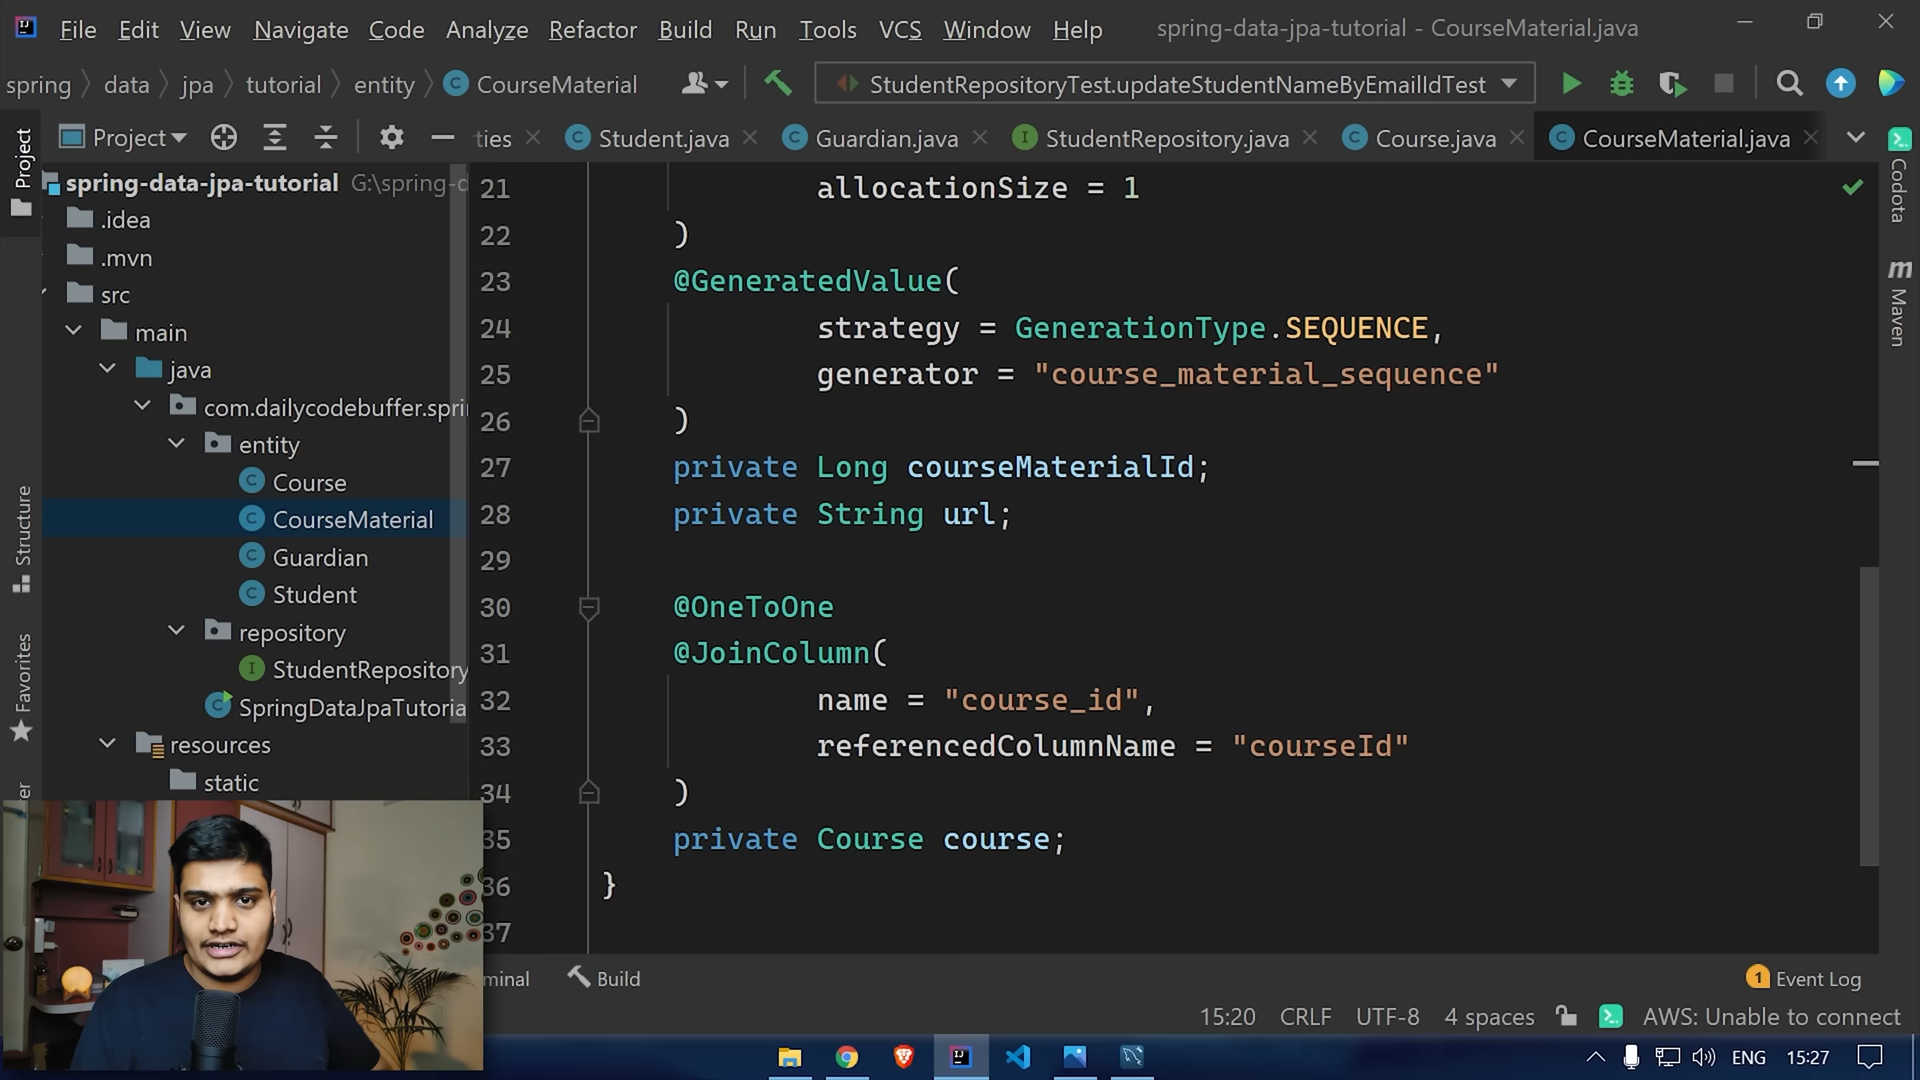 File Edit View Navigate Code Analyze Refactor Build Run Tools VCS Window Help spring-data-jpa-tutorial - CourseMaterial.java
spring data jpa tutorial entity CourseMaterial StudentRepositoryTest.updateStudentNameByEmailIdTest
Project ties Student.java Guardian.java StudentRepository.java Course.java CourseMaterial.java
Project
Structure
Favorites
er
spring-data-jpa-tutorial G:\spring-d
.idea
.mvn
src
main
java
com.dailycodebuffer.spri
entity
Course
CourseMaterial
Guardian
Student
repository
StudentRepository
SpringDataJpaTutoria
resources
static
21 allocationSize = 1
22 )
23 @GeneratedValue(
24 strategy = GenerationType.SEQUENCE,
25 generator = "course_material_sequence"
26 )
27 private Long courseMaterialId;
28 private String url;
29
30 @OneToOne
31 @JoinColumn(
32 name = "course_id",
33 referencedColumnName = "courseId"
34 )
35 private Course course;
36 }
37
Codota
m
Maven
minal Build 1 Event Log
15:20 CRLF UTF-8 4 spaces AWS: Unable to connect
ENG 15:27